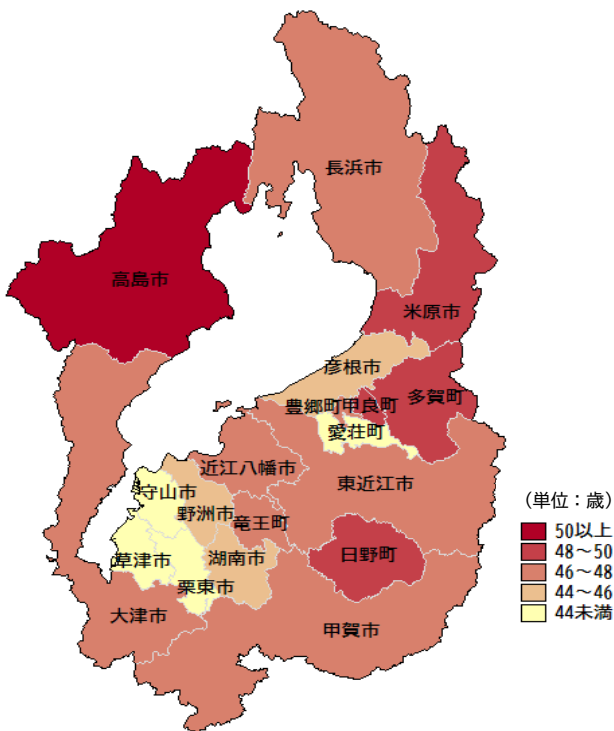 長浜市
高島市
米原市
彦根市
多賀町
豊郷町
甲良町
愛荘町
近江八幡市
東近江市
守山市
野洲市
竜王町
日野町
草津市
湖南市
栗東市
大津市
甲賀市
(単位：歳)
50以上
48～50
46～48
44～46
44未満